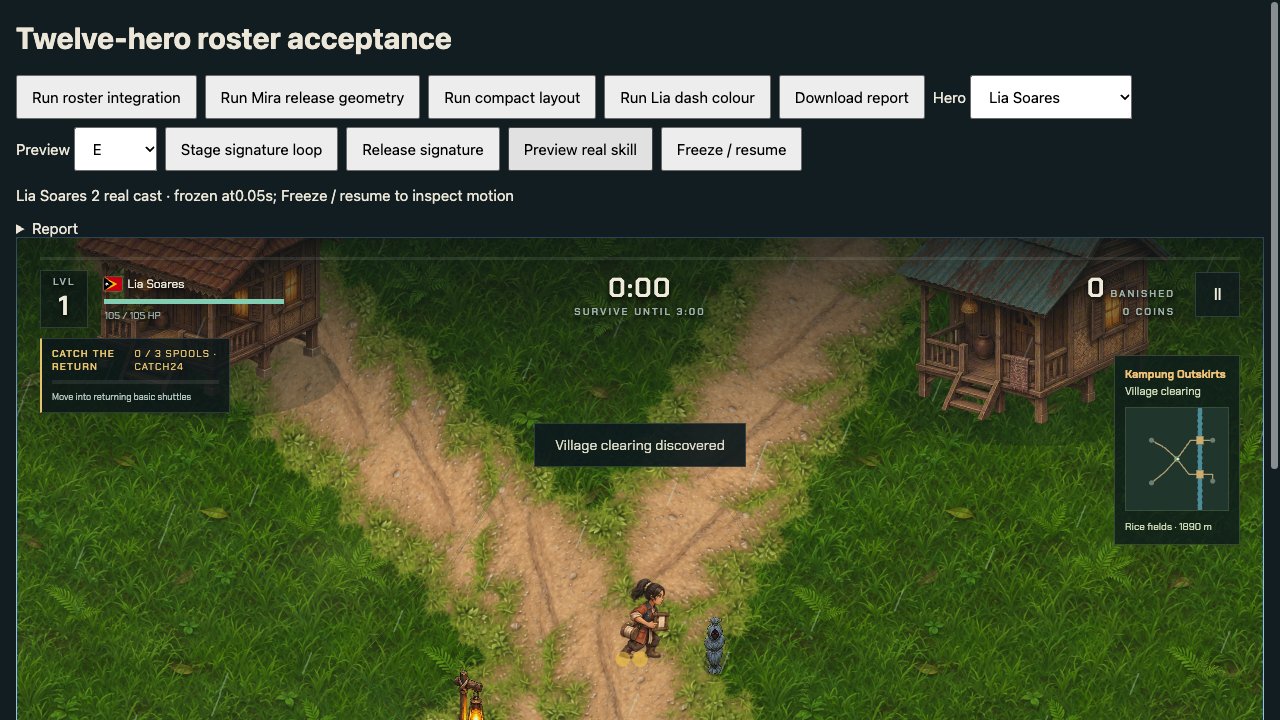 Twelve-hero roster acceptance
Run roster integration
Run Mira release geometry
Run compact layout
Run Lia dash colour
Download report
Hero
Lia Soares
Preview
E
Stage signature loop
Release signature
Preview real skill
Freeze / resume
Lia Soares 2 real cast · frozen at0.05s; Freeze / resume to inspect motion
Report
LVL
1
Lia Soares
105 / 105 HP
0:00
SURVIVE UNTIL 3:00
0 BANISHED
0 COINS
CATCH THE RETURN
0 / 3 SPOOLS · CATCH24
Move into returning basic shuttles
Kampung Outskirts
Village clearing
Village clearing discovered
Rice fields · 1890 m